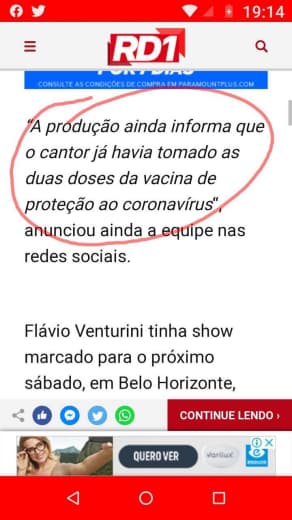 19:14
RD1
POR 7 DIAS
CONSULTE AS CONDIÇÕES DE COMPRA EM PARAMOUNTPLUS.COM
"A produção ainda informa que
o cantor já havia tomado as
duas doses da vacina de
proteção ao coronavírus",
anunciou ainda a equipe nas
redes sociais.
Flávio Venturini tinha show
marcado para o próximo
sábado, em Belo Horizonte,
CONTINUE LENDO ›
QUERO VER
varilux